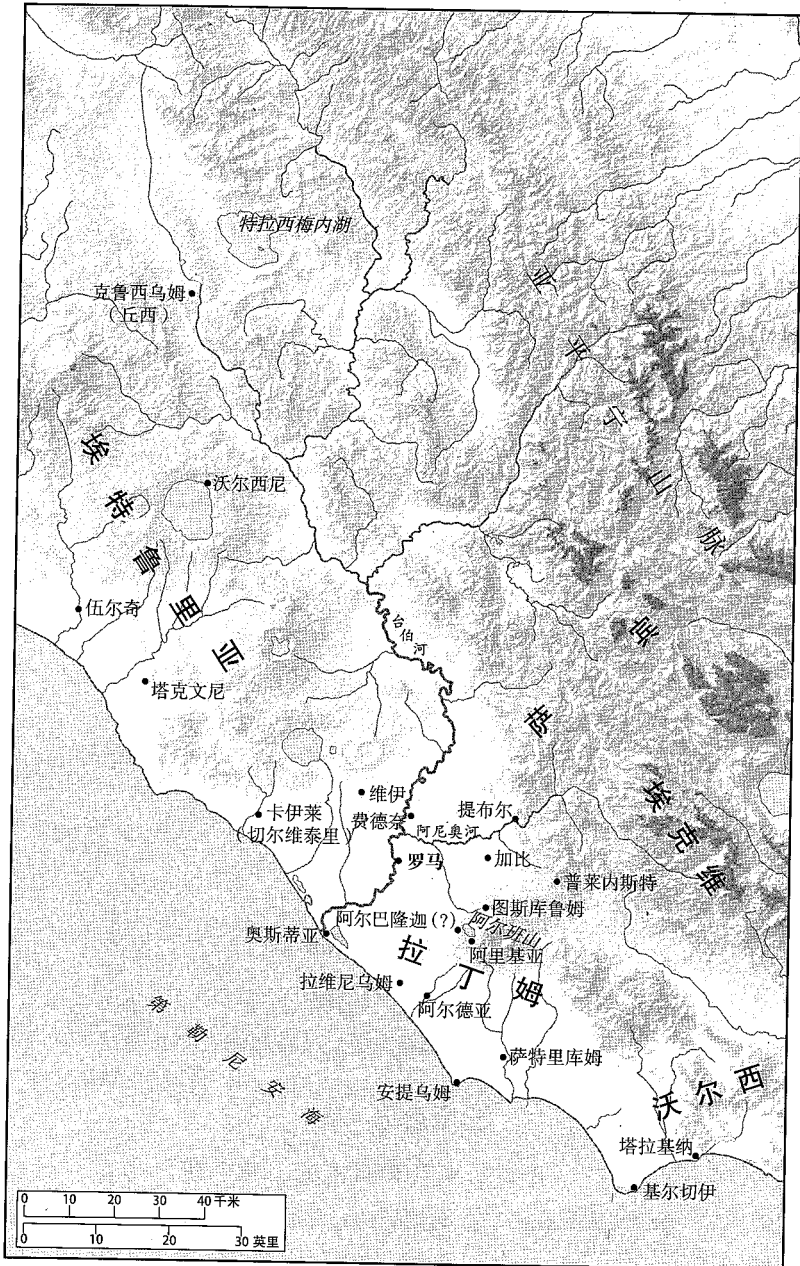 特拉西梅内湖
克鲁西乌姆
（丘西）
亚平宁山脉
埃特鲁里亚
沃尔西尼
伍尔奇
台伯河
塔克文尼
萨宾
维伊
费德奈
提布尔
卡伊莱
（切尔维泰里）
阿尼奥河
埃克维
罗马
加比
普莱内斯特
图斯库鲁姆
阿尔巴隆迦(?)
阿尔班山
奥斯蒂亚
阿里基亚
拉丁姆
拉维尼乌姆
阿尔德亚
第勒尼安海
萨特里库姆
安提乌姆
沃尔西
塔拉基纳
基尔切伊
0 10 20 30 40 千米
0 10 20 30 英里